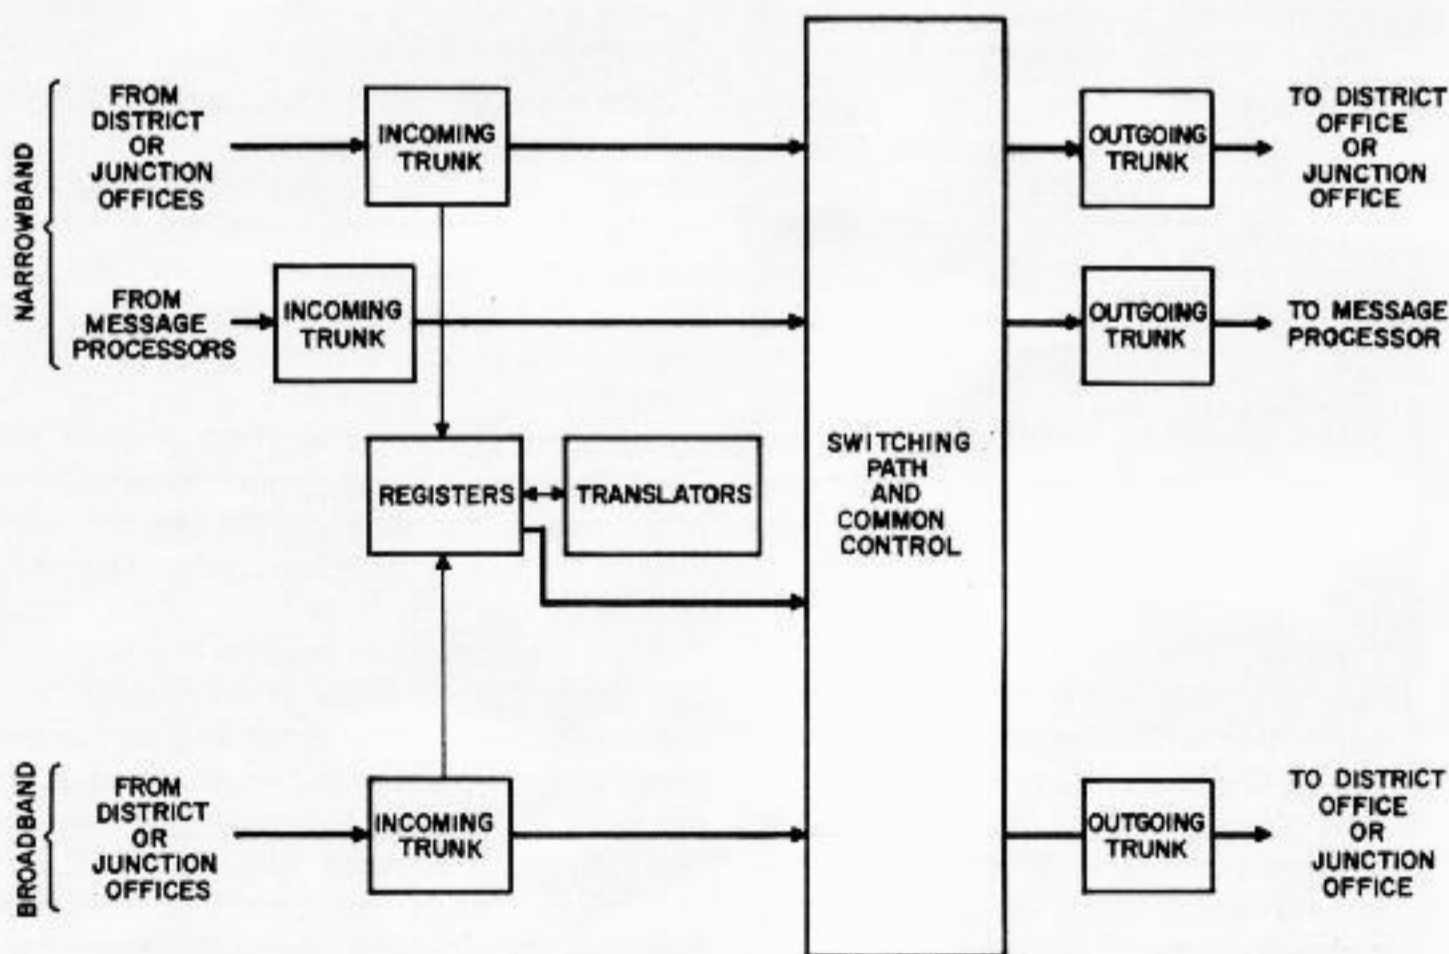 NARROWBAND
FROM
DISTRICT
OR
JUNCTION
OFFICES
INCOMING
TRUNK
OUTGOING
TRUNK
TO DISTRICT
OFFICE
OR
JUNCTION
OFFICE
FROM
MESSAGE
PROCESSORS
INCOMING
TRUNK
OUTGOING
TRUNK
TO MESSAGE
PROCESSOR
REGISTERS
TRANSLATORS
SWITCHING
PATH
AND
COMMON
CONTROL
BROADBAND
FROM
DISTRICT
OR
JUNCTION
OFFICES
INCOMING
TRUNK
OUTGOING
TRUNK
TO DISTRICT
OFFICE
OR
JUNCTION
OFFICE